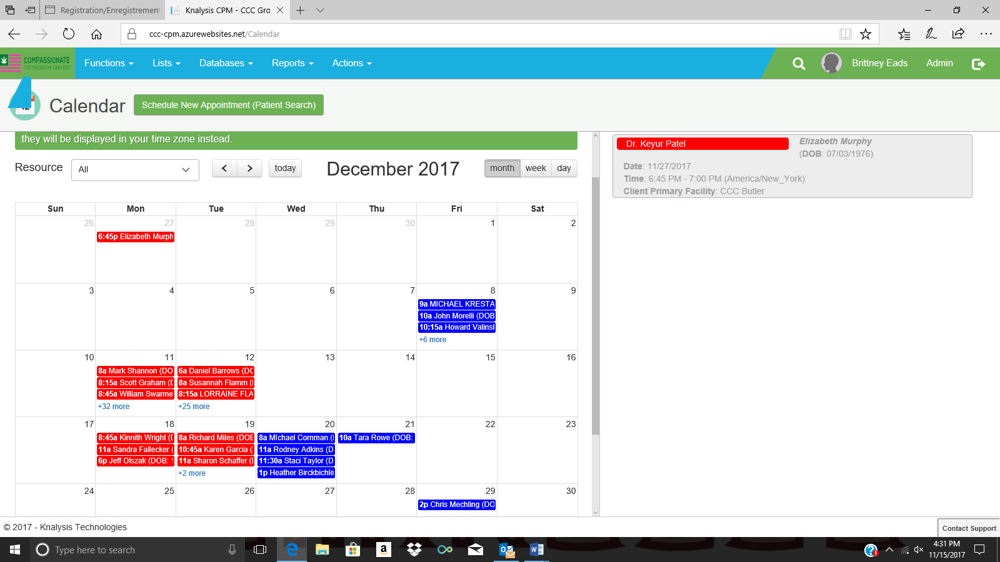 Registration/Enregistrement
Knalysis CPM - CCC Gro
ccc-cpm.azurewebsites.net/Calendar
COMPASSIONATE
CERTIFICATION CENTERS
Functions
Lists
Databases
Reports
Actions
Brittney Eads
Admin
Calendar
Schedule New Appointment (Patient Search)
they will be displayed in your time zone instead.
Resource
All
today
December 2017
month
week
day
Dr. Keyur Patel
Elizabeth Murphy
(DOB: 07/03/1976)
Date: 11/27/2017
Time: 6:45 PM - 7:00 PM (America/New_York)
Client Primary Facility: CCC Butler
Sun Mon Tue Wed Thu Fri Sat
26 27 28 29 30 1 2
6:45p Elizabeth Murph
3 4 5 6 7 8 9
9a MICHAEL KRESTA
10a John Morelli (DOB
10:15a Howard Valinsl
+6 more
10 11 12 13 14 15 16
8a Mark Shannon (DO
8:15a Scott Graham (D
8:45a William Swarme
+32 more
6a Daniel Barrows (DO
8a Susannah Flamm (
8:15a LORRAINE FLA
+25 more
17 18 19 20 21 22 23
8:45a Kinnith Wright (D
11a Sandra Fallecker (
6p Jeff Olszak (DOB: 1
8a Richard Miles (DOB
10:45a Karen Garcia (
11a Sharon Schaffer (
+2 more
8a MIchael Cornman (
11a Rodney Adkins (D
11:30a Staci Taylor (D
1p Heather Birckbichle
10a Tara Rowe (DOB:
24 25 26 27 28 29 30
2p Chris Mechling (DO
© 2017 - Knalysis Technologies
Contact Support
Type here to search
4:31 PM
11/15/2017